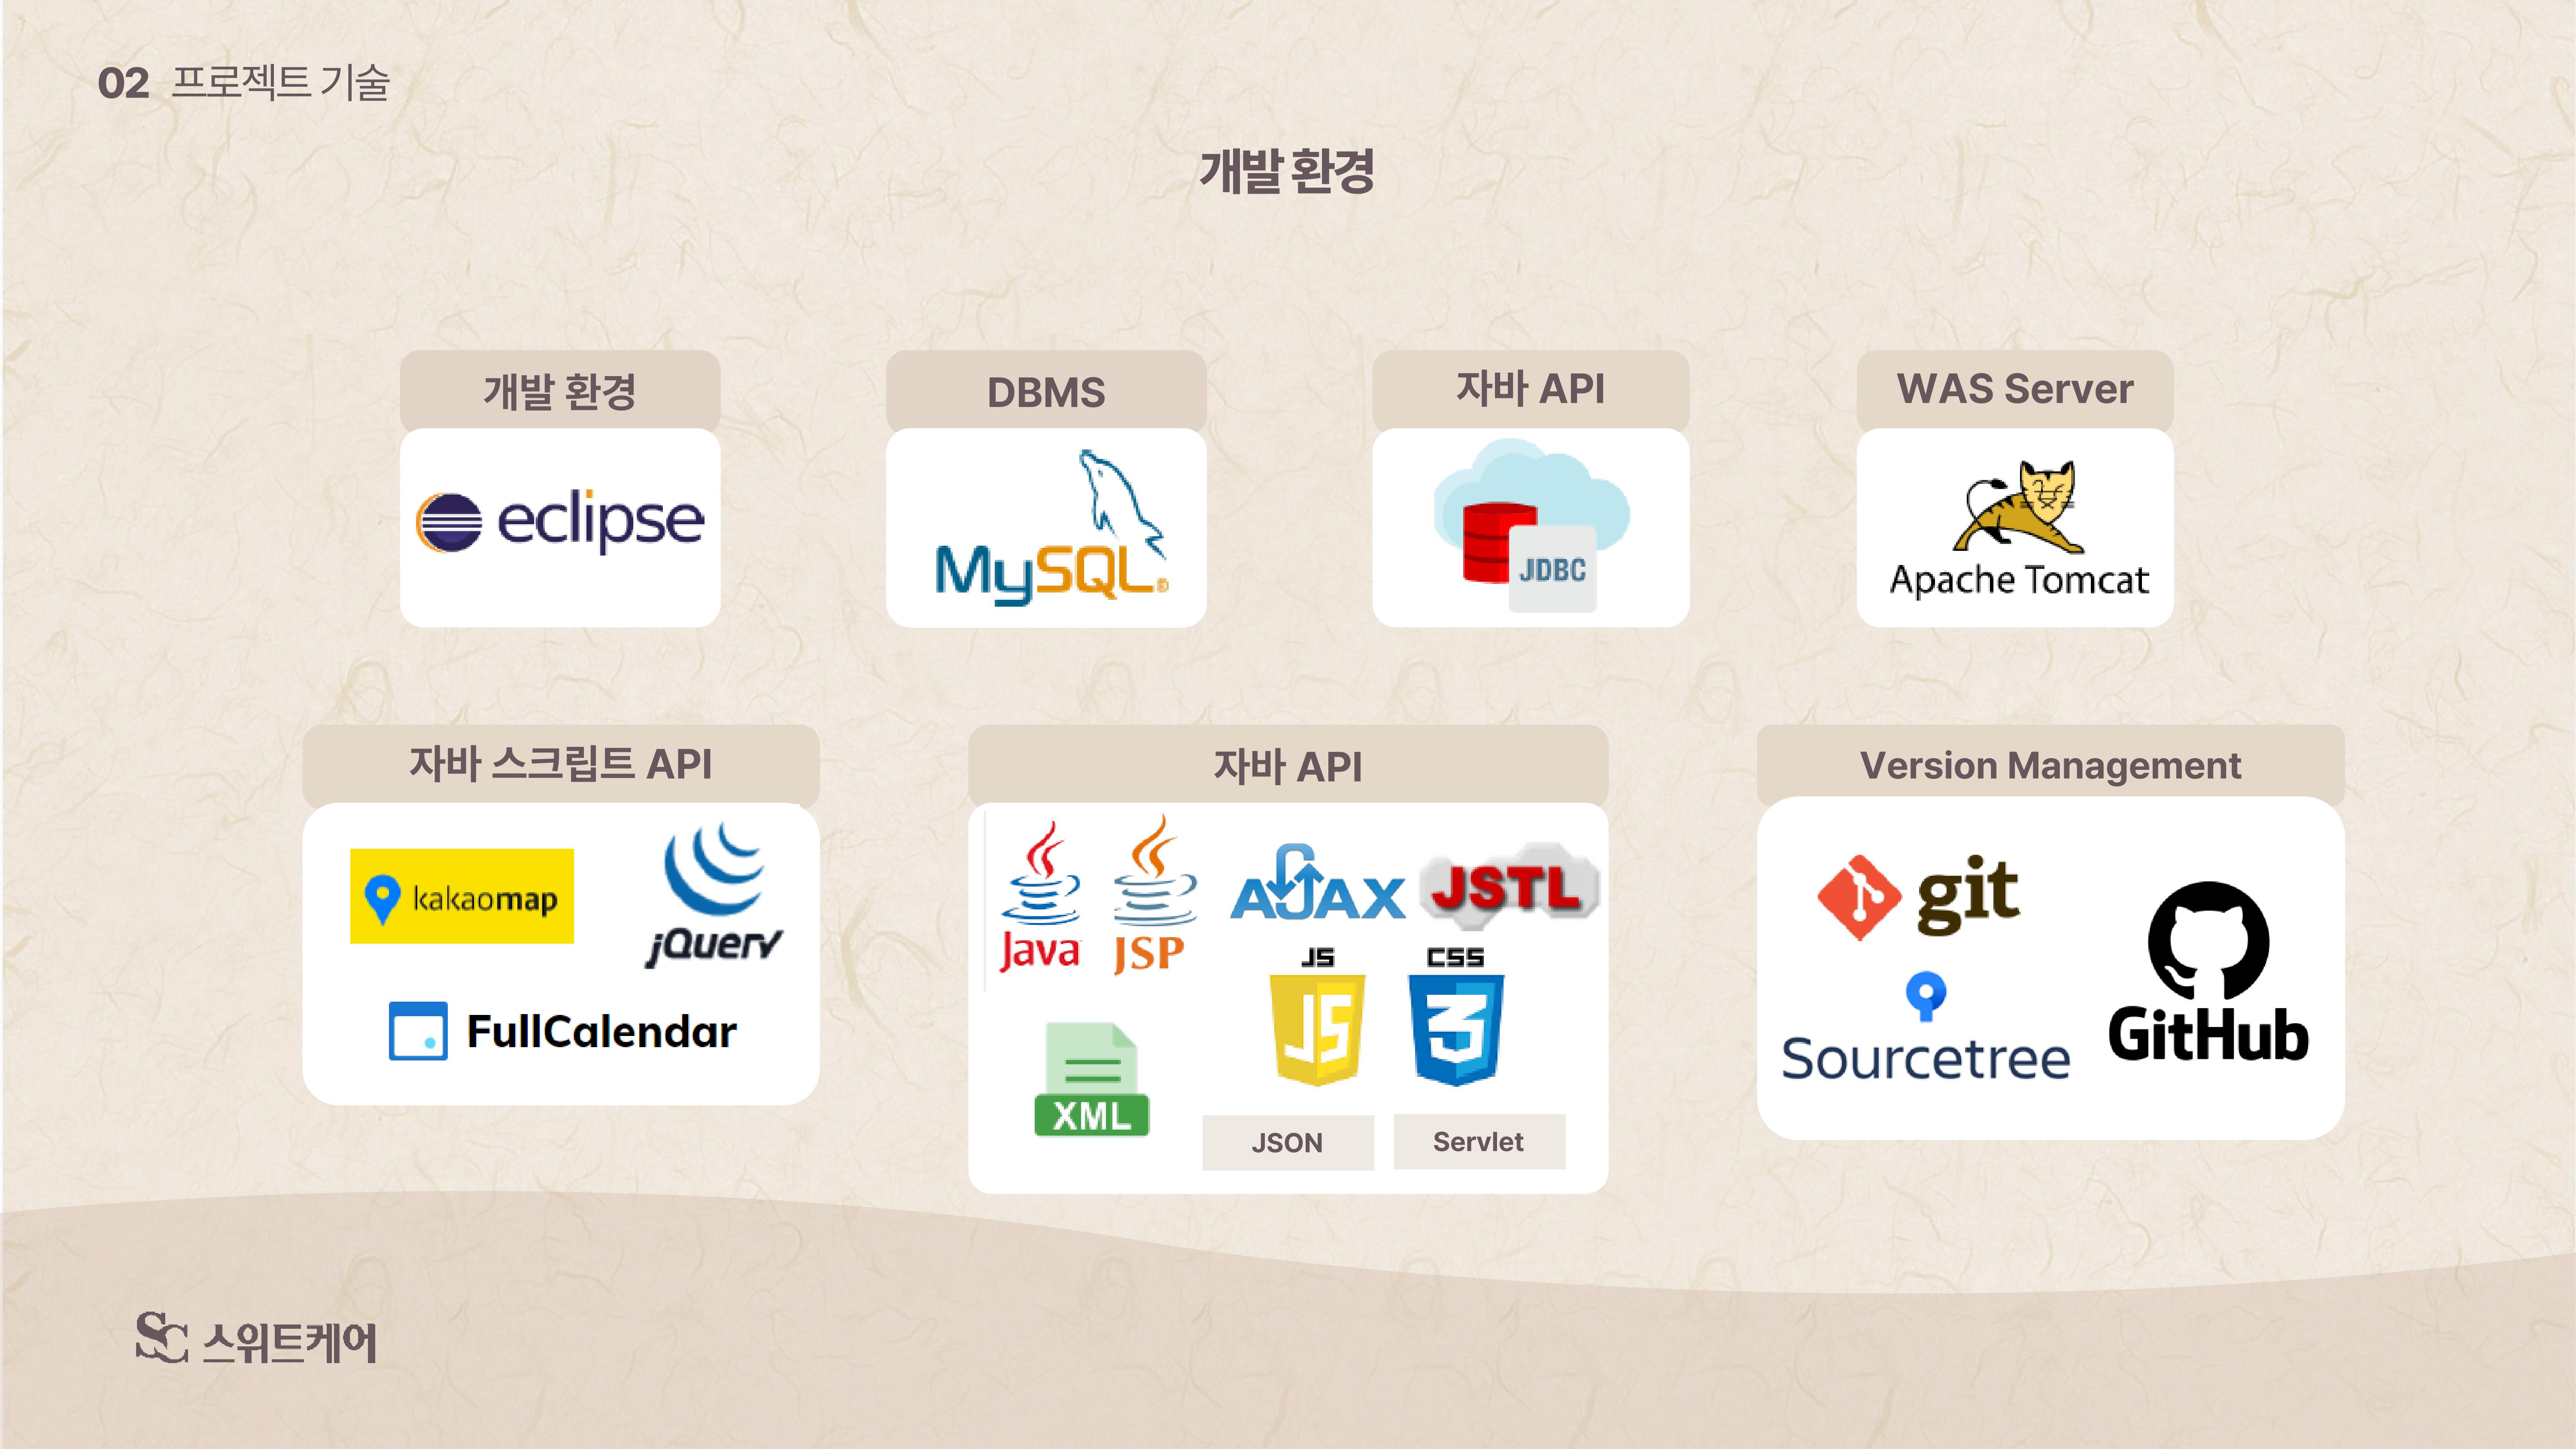 02 프로젝트 기술
개발 환경
개발 환경
eclipse
DBMS
MySQL®
자바 API
JDBC
WAS Server
Apache Tomcat
자바 스크립트 API
kakaomap
jQuery
FullCalendar
자바 API
Java
JSP
AJAX
JSTL
JS
JS
CSS
3
XML
JSON
Servlet
Version Management
git
Sourcetree
GitHub
SC 스위트케어